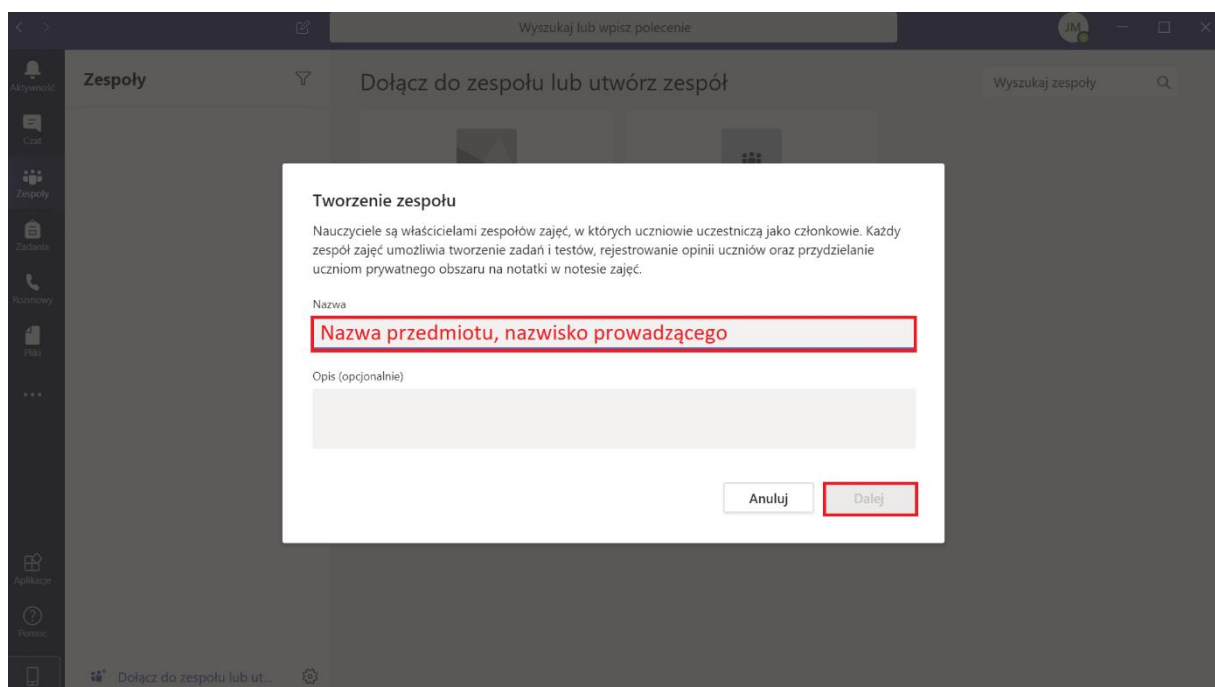 Wyszukaj lub wpisz polecenie
JM
Aktywność
Zespoły
Dołącz do zespołu lub utwórz zespół
Wyszukaj zespoły
Czat
Zespoły
Zadania
Rozmowy
Pliki
Tworzenie zespołu
Nauczyciele są właścicielami zespołów zajęć, w których uczniowie uczestniczą jako członkowie. Każdy
zespół zajęć umożliwia tworzenie zadań i testów, rejestrowanie opinii uczniów oraz przydzielanie
uczniom prywatnego obszaru na notatki w notesie zajęć.
Nazwa
Nazwa przedmiotu, nazwisko prowadzącego
Opis (opcjonalnie)
Anuluj
Dalej
Aplikacje
Pomoc
Dołącz do zespołu lub ut...